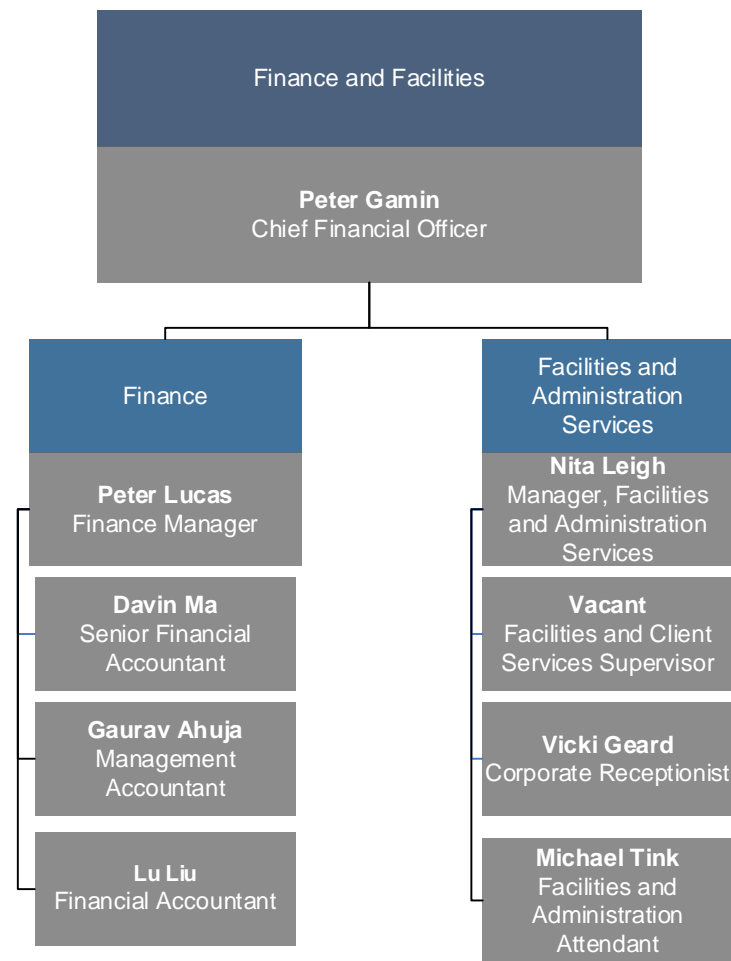 Finance and Facilities
Peter Gamin
Chief Financial Officer
Finance
Peter Lucas
Finance Manager
Davin Ma
Senior Financial
Accountant
Gaurav Ahuja
Management
Accountant
Lu Liu
Financial Accountant
Facilities and
Administration
Services
Nita Leigh
Manager, Facilities
and Administration
Services
Vacant
Facilities and Client
Services Supervisor
Vicki Geard
Corporate Receptionist
Michael Tink
Facilities and
Administration
Attendant